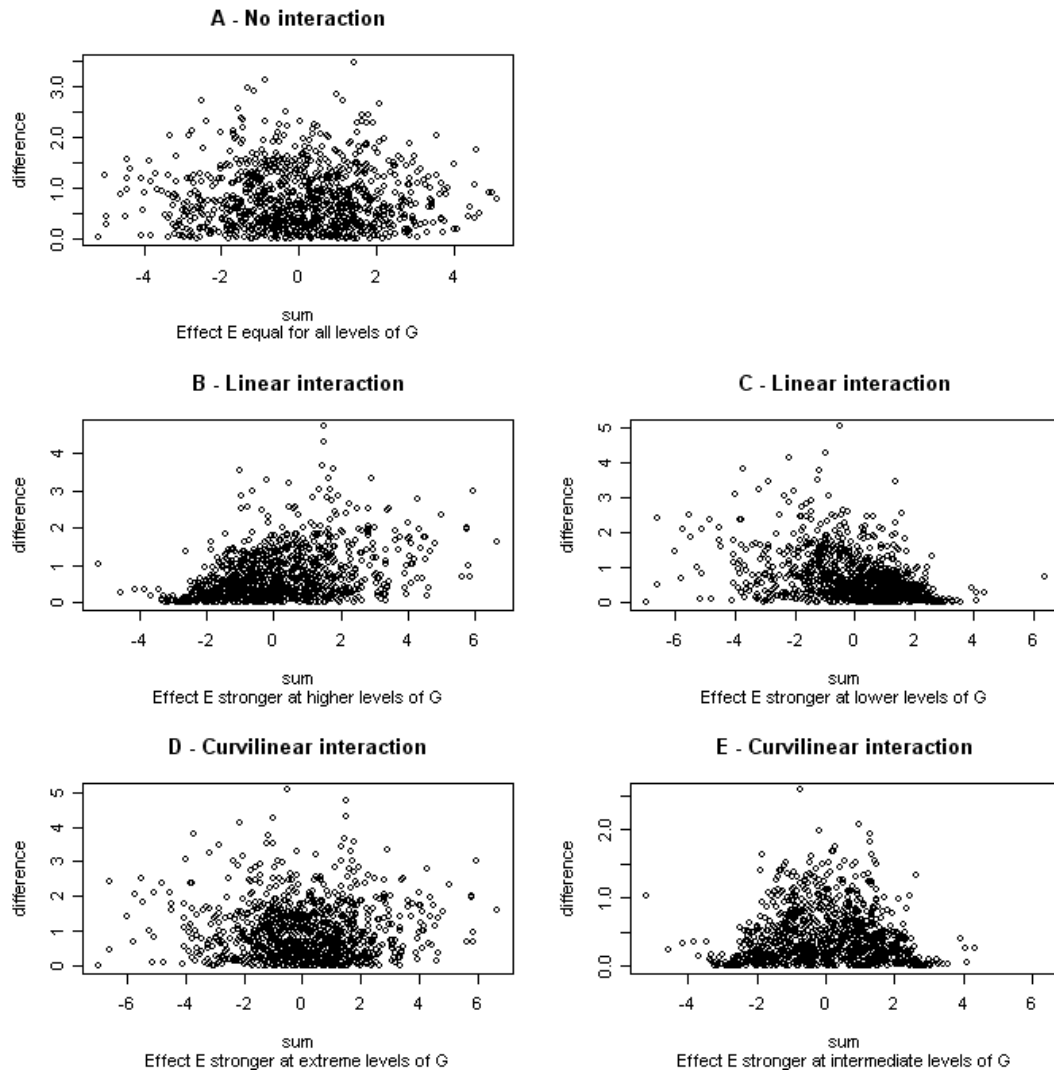 A - No interaction
difference
0.0 1.0 2.0 3.0
-4 -2 0 2 4
sum
Effect E equal for all levels of G
B - Linear interaction
difference
0 1 2 3 4
-4 -2 0 2 4 6
sum
Effect E stronger at higher levels of G
C - Linear interaction
difference
0 1 2 3 4 5
-6 -4 -2 0 2 4 6
sum
Effect E stronger at lower levels of G
D - Curvilinear interaction
difference
0 1 2 3 4 5
-6 -4 -2 0 2 4 6
sum
Effect E stronger at extreme levels of G
E - Curvilinear interaction
difference
0.0 1.0 2.0
-4 -2 0 2 4 6
sum
Effect E stronger at intermediate levels of G